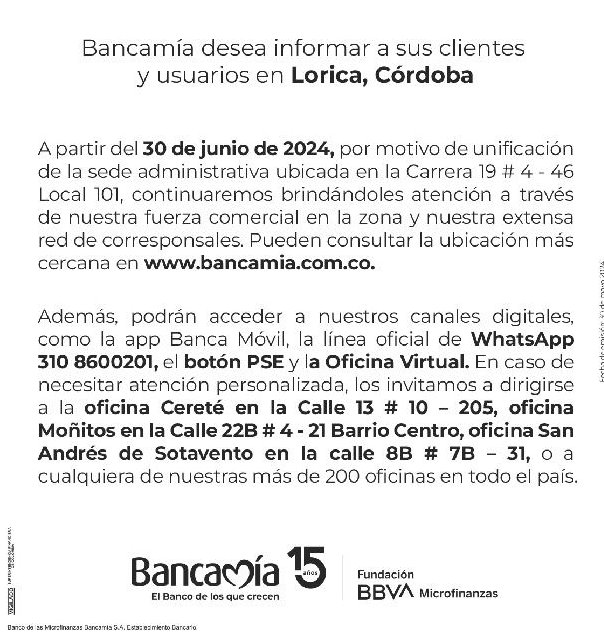 Bancamía desea informar a sus clientes
y usuarios en Lorica, Córdoba
A partir del 30 de junio de 2024, por motivo de unificación
de la sede administrativa ubicada en la Carrera 19 # 4 - 46
Local 101, continuaremos brindándoles atención a través
de nuestra fuerza comercial en la zona y nuestra extensa
red de corresponsales. Pueden consultar la ubicación más
cercana en www.bancamia.com.co.
Además, podrán acceder a nuestros canales digitales,
como la app Banca Móvil, la línea oficial de WhatsApp
310 8600201, el botón PSE y la Oficina Virtual. En caso de
necesitar atención personalizada, los invitamos a dirigirse
a la oficina Cereté en la Calle 13 # 10 – 205, oficina
Moñitos en la Calle 22B # 4 - 21 Barrio Centro, oficina San
Andrés de Sotavento en la calle 8B # 7B – 31, o a
cualquiera de nuestras más de 200 oficinas en todo el país.
Fecha de emisión: 30 de mayo 2024
VIGILADO
Bancamía 15 años
El Banco de los que crecen
Fundación
BBVA Microfinanzas
Banco de las Microfinanzas Bancamía S.A. Establecimiento Bancario.